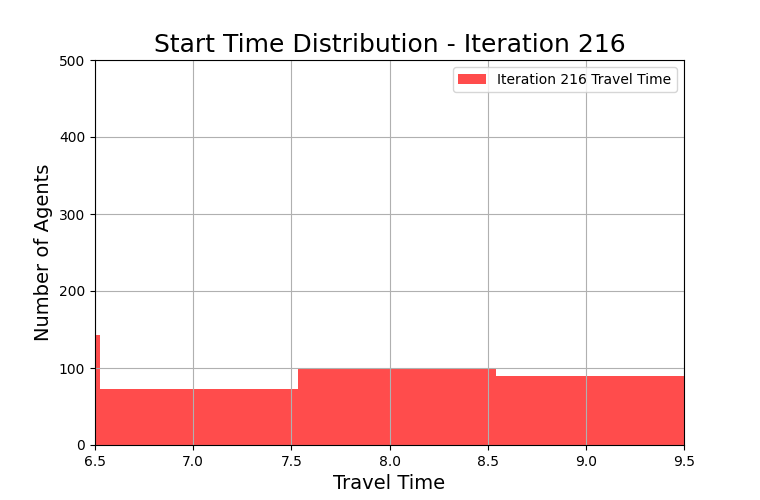 Start Time Distribution - Iteration 216
Iteration 216 Travel Time
Number of Agents
500
400
300
200
100
0
6.5 7.0 7.5 8.0 8.5 9.0 9.5
Travel Time